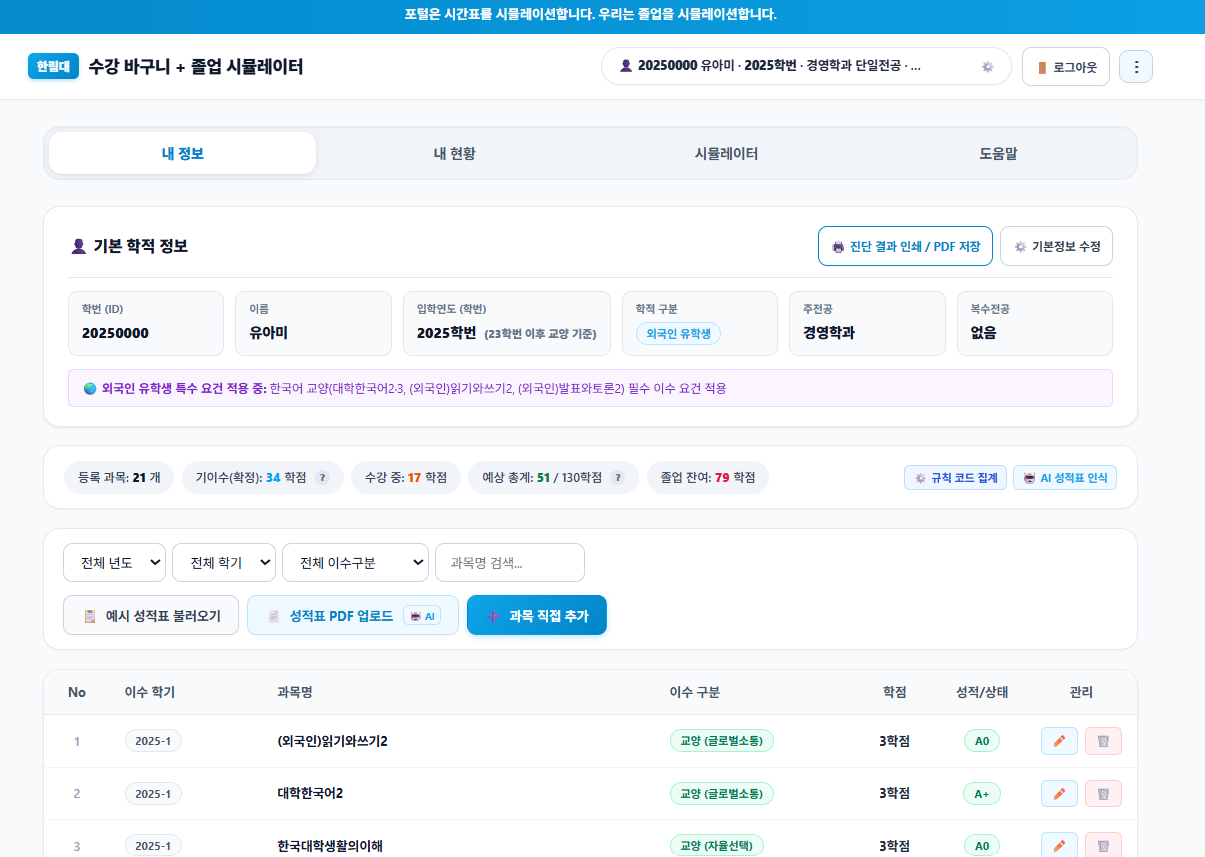 포털은 시간표를 시뮬레이션합니다. 우리는 졸업을 시뮬레이션합니다.
한림대 수강 바구니 + 졸업 시뮬레이터
20250000 유아미 · 2025학번 · 경영학과 단일전공 · ...
로그아웃
내 정보 내 현황 시뮬레이터 도움말
기본 학적 정보
진단 결과 인쇄 / PDF 저장
기본정보 수정
학번 (ID)
20250000
이름
유아미
입학연도 (학번)
2025학번 (23학번 이후 교양 기준)
학적 구분
외국인 유학생
주전공
경영학과
복수전공
없음
외국인 유학생 특수 요건 적용 중: 한국어 교양(대학한국어2·3, (외국인)읽기와쓰기2, (외국인)발표와토론2) 필수 이수 요건 적용
등록 과목: 21 개
기이수(확정): 34 학점 ?
수강 중: 17 학점
예상 총계: 51 / 130학점 ?
졸업 잔여: 79 학점
규칙 코드 집계
AI 성적표 인식
전체 년도
전체 학기
전체 이수구분
과목명 검색...
예시 성적표 불러오기
성적표 PDF 업로드 AI
과목 직접 추가
No 이수 학기 과목명 이수 구분 학점 성적/상태 관리
1 2025-1 (외국인)읽기와쓰기2 교양 (글로벌소통) 3학점 A0
2 2025-1 대학한국어2 교양 (글로벌소통) 3학점 A+
3 2025-1 한국대학생활의이해 교양 (자율선택) 3학점 A0